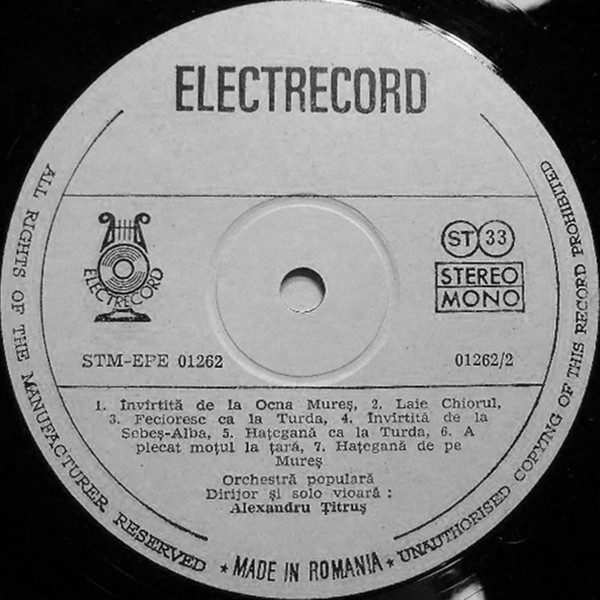 ELECTRECORD
ST 33
STEREO
MONO
ELECTRECORD
STM-EPE 01262
01262/2
1. Învîrtită de la Ocna Mureş, 2. Laie Chiorul,
3. Fecioresc ca la Turda, 4. Învîrtită de la
Sebeş-Alba, 5. Haţegană ca la Turda, 6. A
plecat moţul la ţară, 7. Haţegană de pe
Mureş
Orchestră populară
Dirijor şi solo vioară :
Alexandru Ţitruş
ALL RIGHTS OF THE MANUFACTURER RESERVED * MADE IN ROMANIA * UNAUTHORISED COPYING OF THIS RECORD PROHIBITED